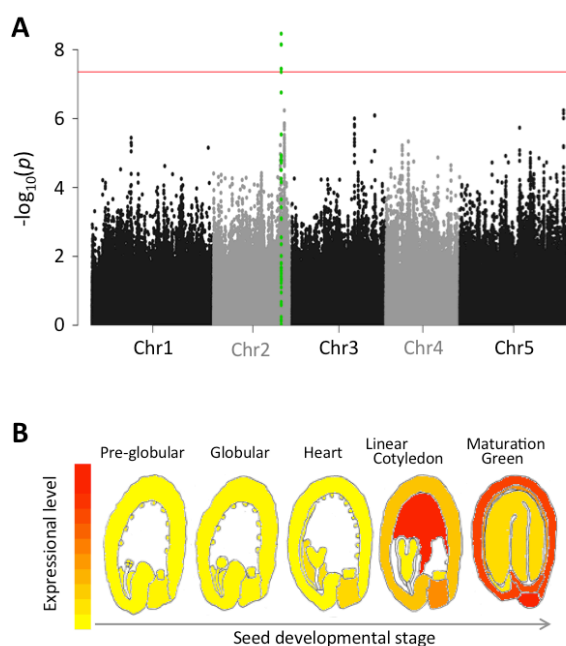 A
8
6
4
2
0
-log10(p)
Chr1 Chr2 Chr3 Chr4 Chr5
B
Pre-globular Globular Heart Linear Cotyledon Maturation Green
Expressional level
Seed developmental stage